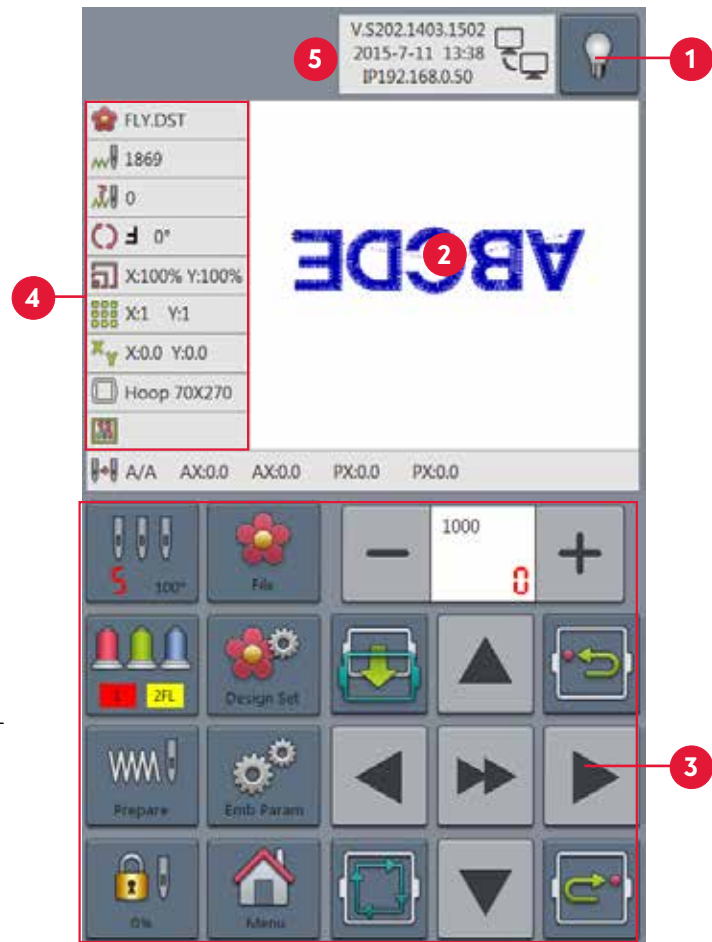 V.S202.1403.1502
2015-7-11 13:38
IP192.168.0.50
5
1
FLY.DST
1869
0
0°
X:100% Y:100%
X:1 Y:1
X:0.0 Y:0.0
Hoop 70X270
4
ABCDE
2
A/A AX:0.0 AX:0.0 PX:0.0 PX:0.0
5 100°
File
1000
0
1 2FL
Design Set
Prepare
Emb Param
3
0%
Menu